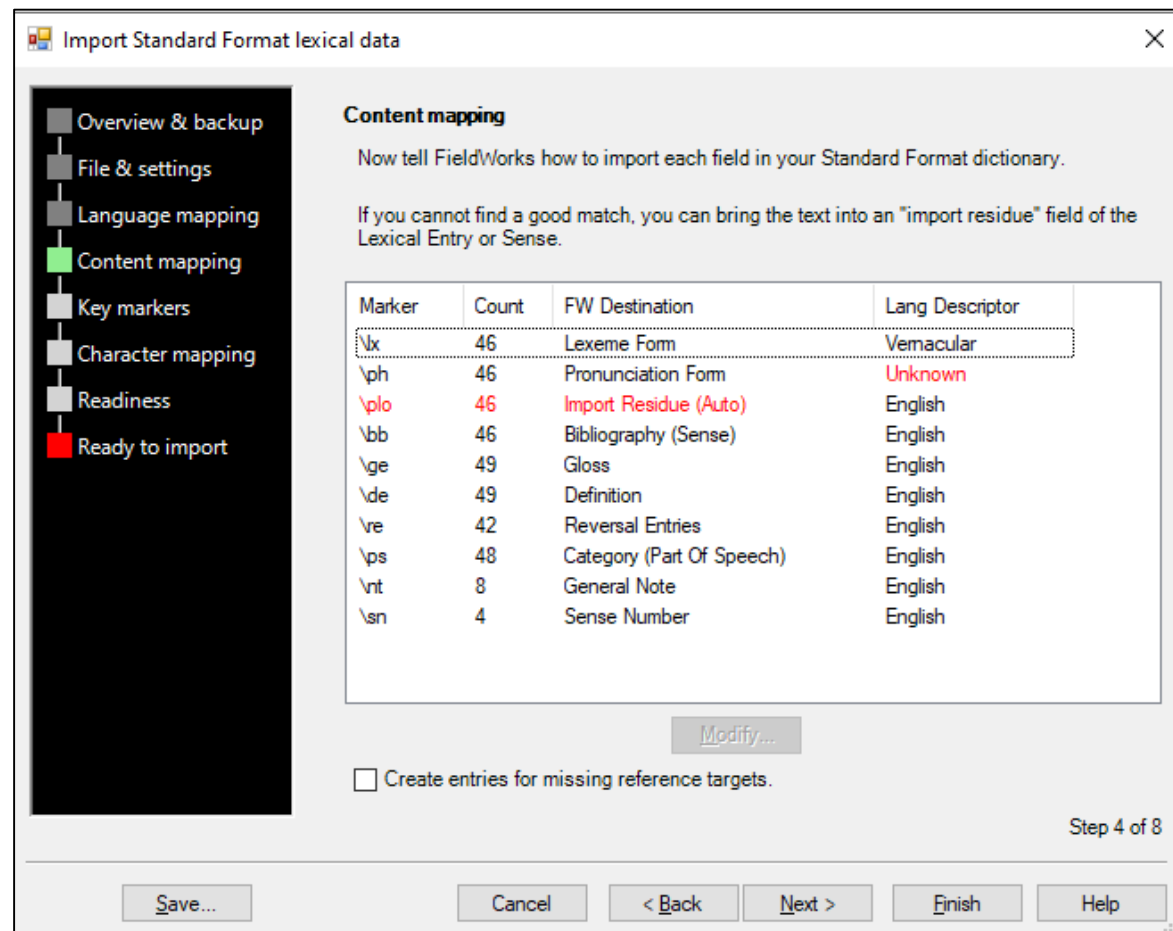 Import Standard Format lexical data
Overview & backup
File & settings
Language mapping
Content mapping
Key markers
Character mapping
Readiness
Ready to import
Content mapping
Now tell FieldWorks how to import each field in your Standard Format dictionary.
If you cannot find a good match, you can bring the text into an "import residue" field of the
Lexical Entry or Sense.
Marker Count FW Destination Lang Descriptor
\lx 46 Lexeme Form Vernacular
\ph 46 Pronunciation Form Unknown
\plo 46 Import Residue (Auto) English
\bb 46 Bibliography (Sense) English
\ge 49 Gloss English
\de 49 Definition English
\re 42 Reversal Entries English
\ps 48 Category (Part Of Speech) English
\nt 8 General Note English
\sn 4 Sense Number English
Modify...
Create entries for missing reference targets.
Step 4 of 8
Save... Cancel < Back Next > Finish Help